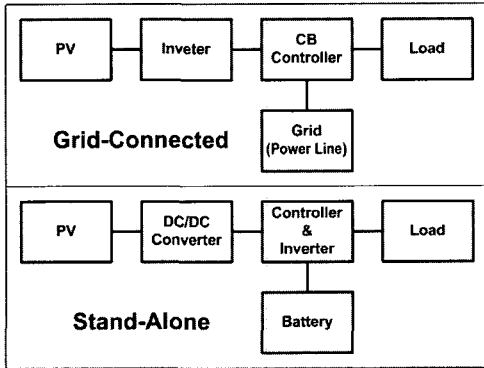 PV
Inveter
CB
Controller
Load
Grid
(Power Line)
Grid-Connected
PV
DC/DC
Converter
Controller
&
Inverter
Load
Battery
Stand-Alone